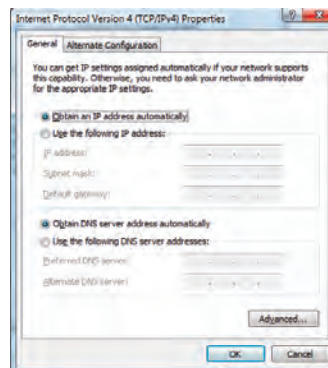 Internet Protocol Version 4 (TCP/IPv4) Properties
General Alternate Configuration
You can get IP settings assigned automatically if your network supports
this capability. Otherwise, you need to ask your network administrator
for the appropriate IP settings.
Obtain an IP address automatically
Use the following IP address:
IP address:
Subnet mask:
Default gateway:
Obtain DNS server address automatically
Use the following DNS server addresses:
Preferred DNS server:
Alternate DNS server:
Advanced...
OK Cancel